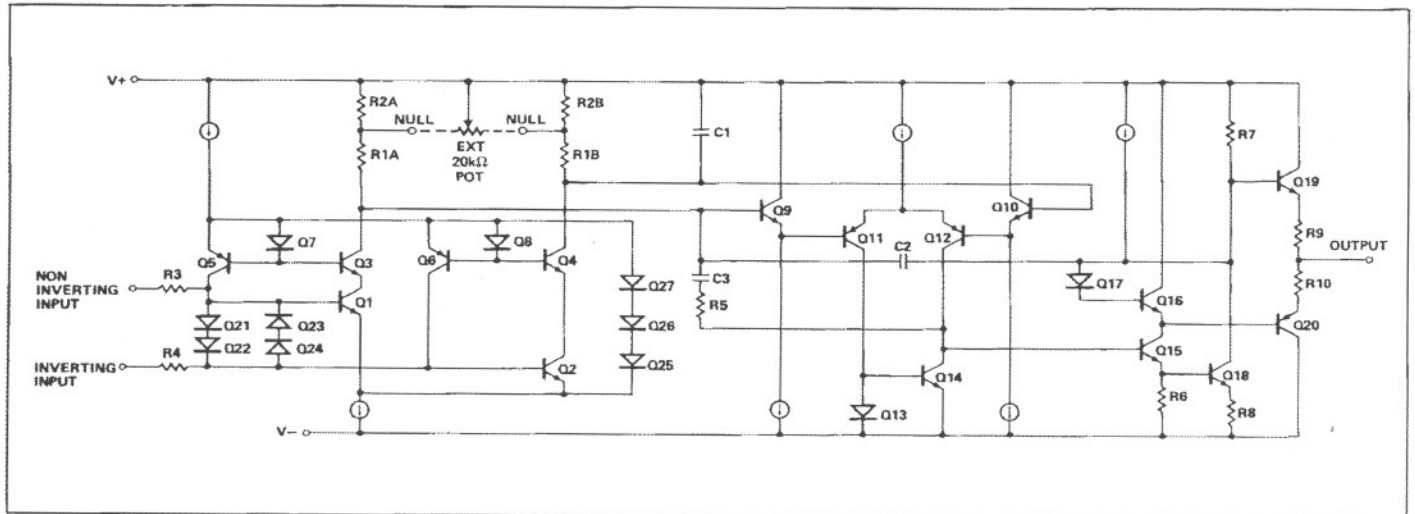 V+
R2A
R2B
NULL
NULL
EXT
20kΩ
POT
R1A
R1B
C1
R7
Q19
Q9
Q10
Q11
Q12
C2
R9
OUTPUT
Q7
Q8
Q5
Q3
Q6
Q4
NON
INVERTING
INPUT
R3
C3
R5
Q17
Q16
R10
Q20
Q1
Q27
Q26
Q25
Q21
Q23
Q22
Q24
INVERTING
INPUT
R4
Q2
Q15
Q18
Q14
Q13
R6
R8
V-